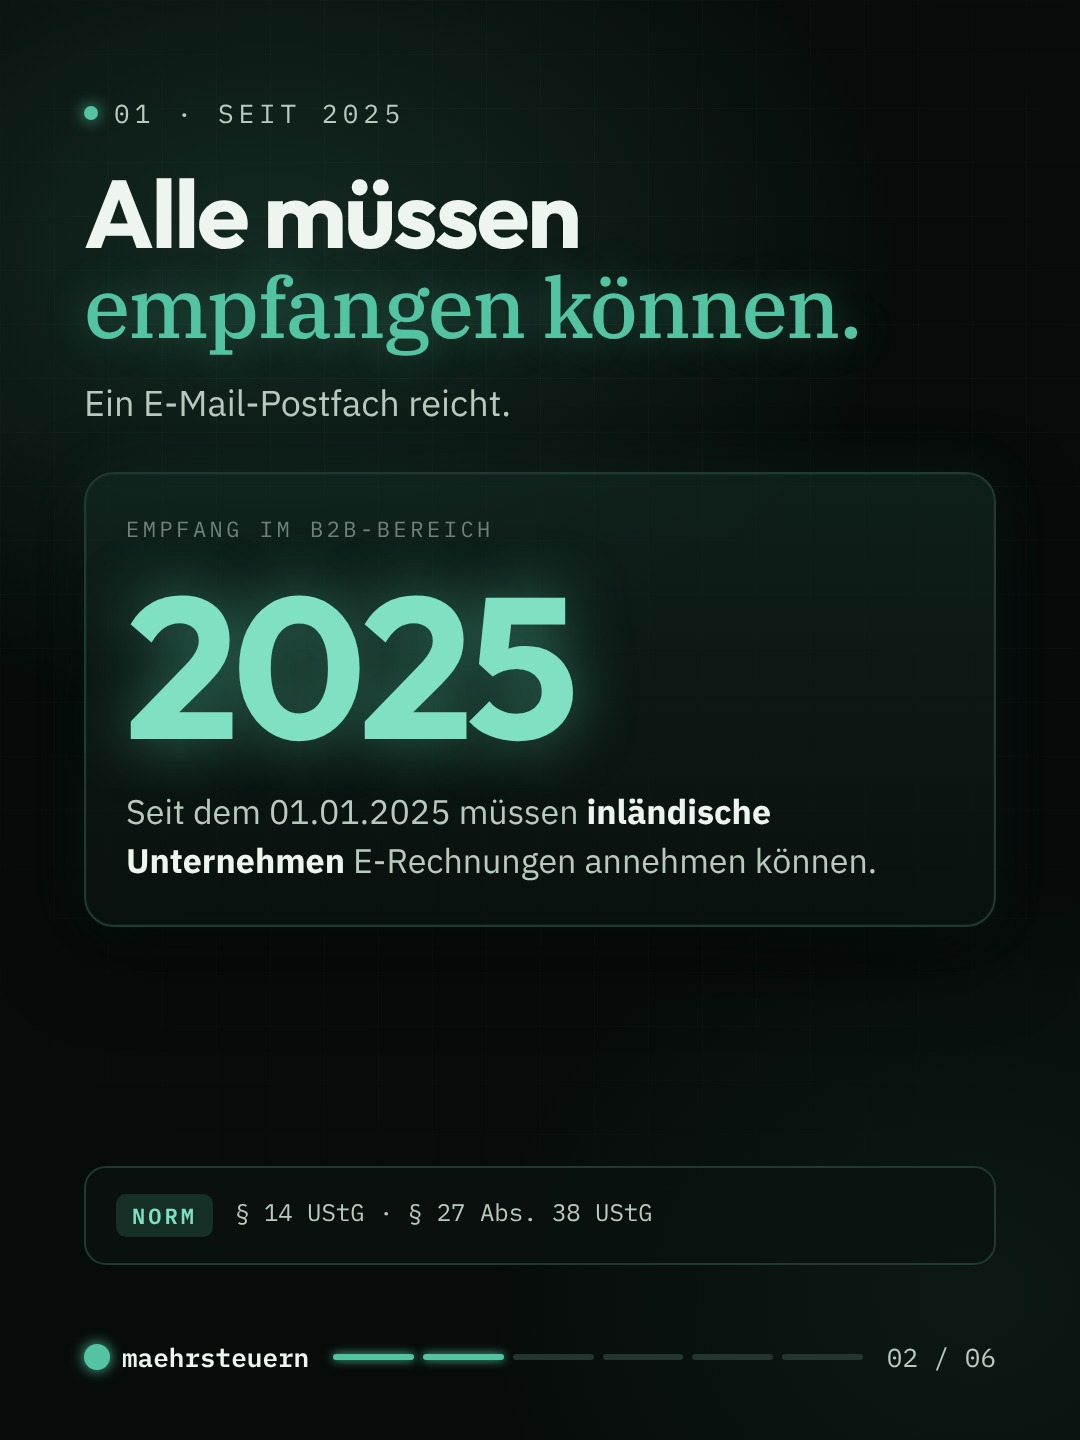 01 · SEIT 2025
Alle müssen
empfangen können.
Ein E-Mail-Postfach reicht.
EMPFANG IM B2B-BEREICH
2025
Seit dem 01.01.2025 müssen inländische
Unternehmen E-Rechnungen annehmen können.
NORM § 14 UStG · § 27 Abs. 38 UStG
maehrsteuern 02 / 06